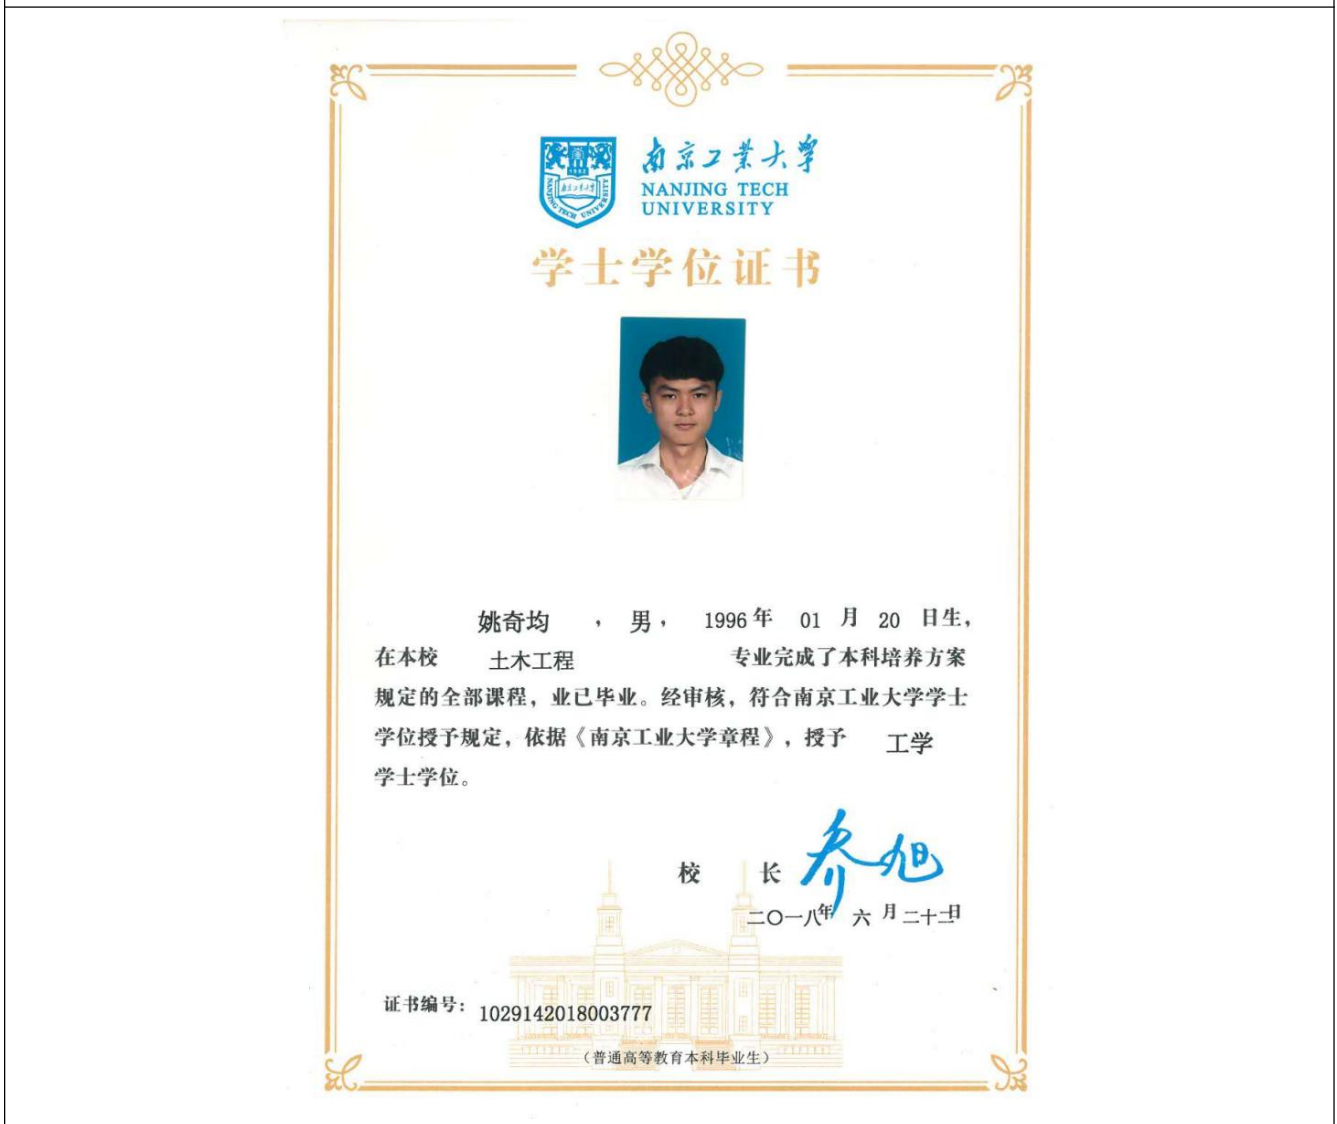 南京工业大学
NANJING TECH
UNIVERSITY
学士学位证书
姚奇均 ，男，1996年 01 月 20 日生，
在本校 土木工程 专业完成了本科培养方案
规定的全部课程，业已毕业。经审核，符合南京工业大学学士
学位授予规定，依据《南京工业大学章程》，授予 工学
学士学位。
校 长 乔旭
二〇一八年 六 月二十二日
证书编号：1029142018003777
（普通高等教育本科毕业生）